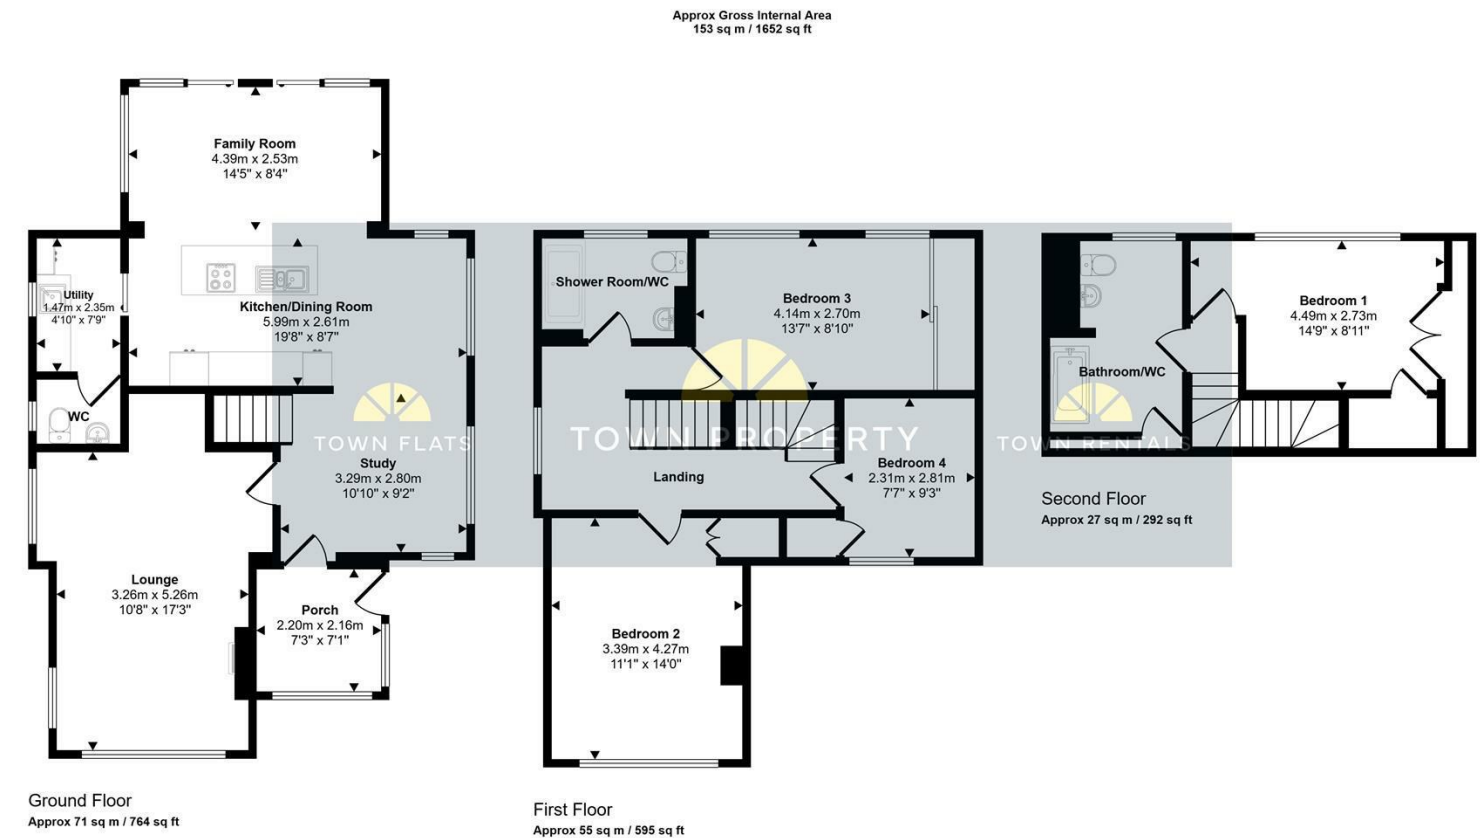 Approx Gross Internal Area
153 sq m / 1652 sq ft
Family Room
4.39m x 2.53m
14'5" x 8'4"
Utility
1.47m x 2.35m
4'10" x 7'9"
Kitchen/Dining Room
5.99m x 2.61m
19'8" x 8'7"
WC
TOWN FLATS
Study
3.29m x 2.80m
10'10" x 9'2"
Lounge
3.26m x 5.26m
10'8" x 17'3"
Porch
2.20m x 2.16m
7'3" x 7'1"
Ground Floor
Approx 71 sq m / 764 sq ft
Shower Room/WC
Bedroom 3
4.14m x 2.70m
13'7" x 8'10"
TOWN PROPERTY
Landing
Bedroom 4
2.31m x 2.81m
7'7" x 9'3"
Bedroom 2
3.39m x 4.27m
11'1" x 14'0"
First Floor
Approx 55 sq m / 595 sq ft
Bedroom 1
4.49m x 2.73m
14'9" x 8'11"
Bathroom/WC
TOWN RENTALS
Second Floor
Approx 27 sq m / 292 sq ft